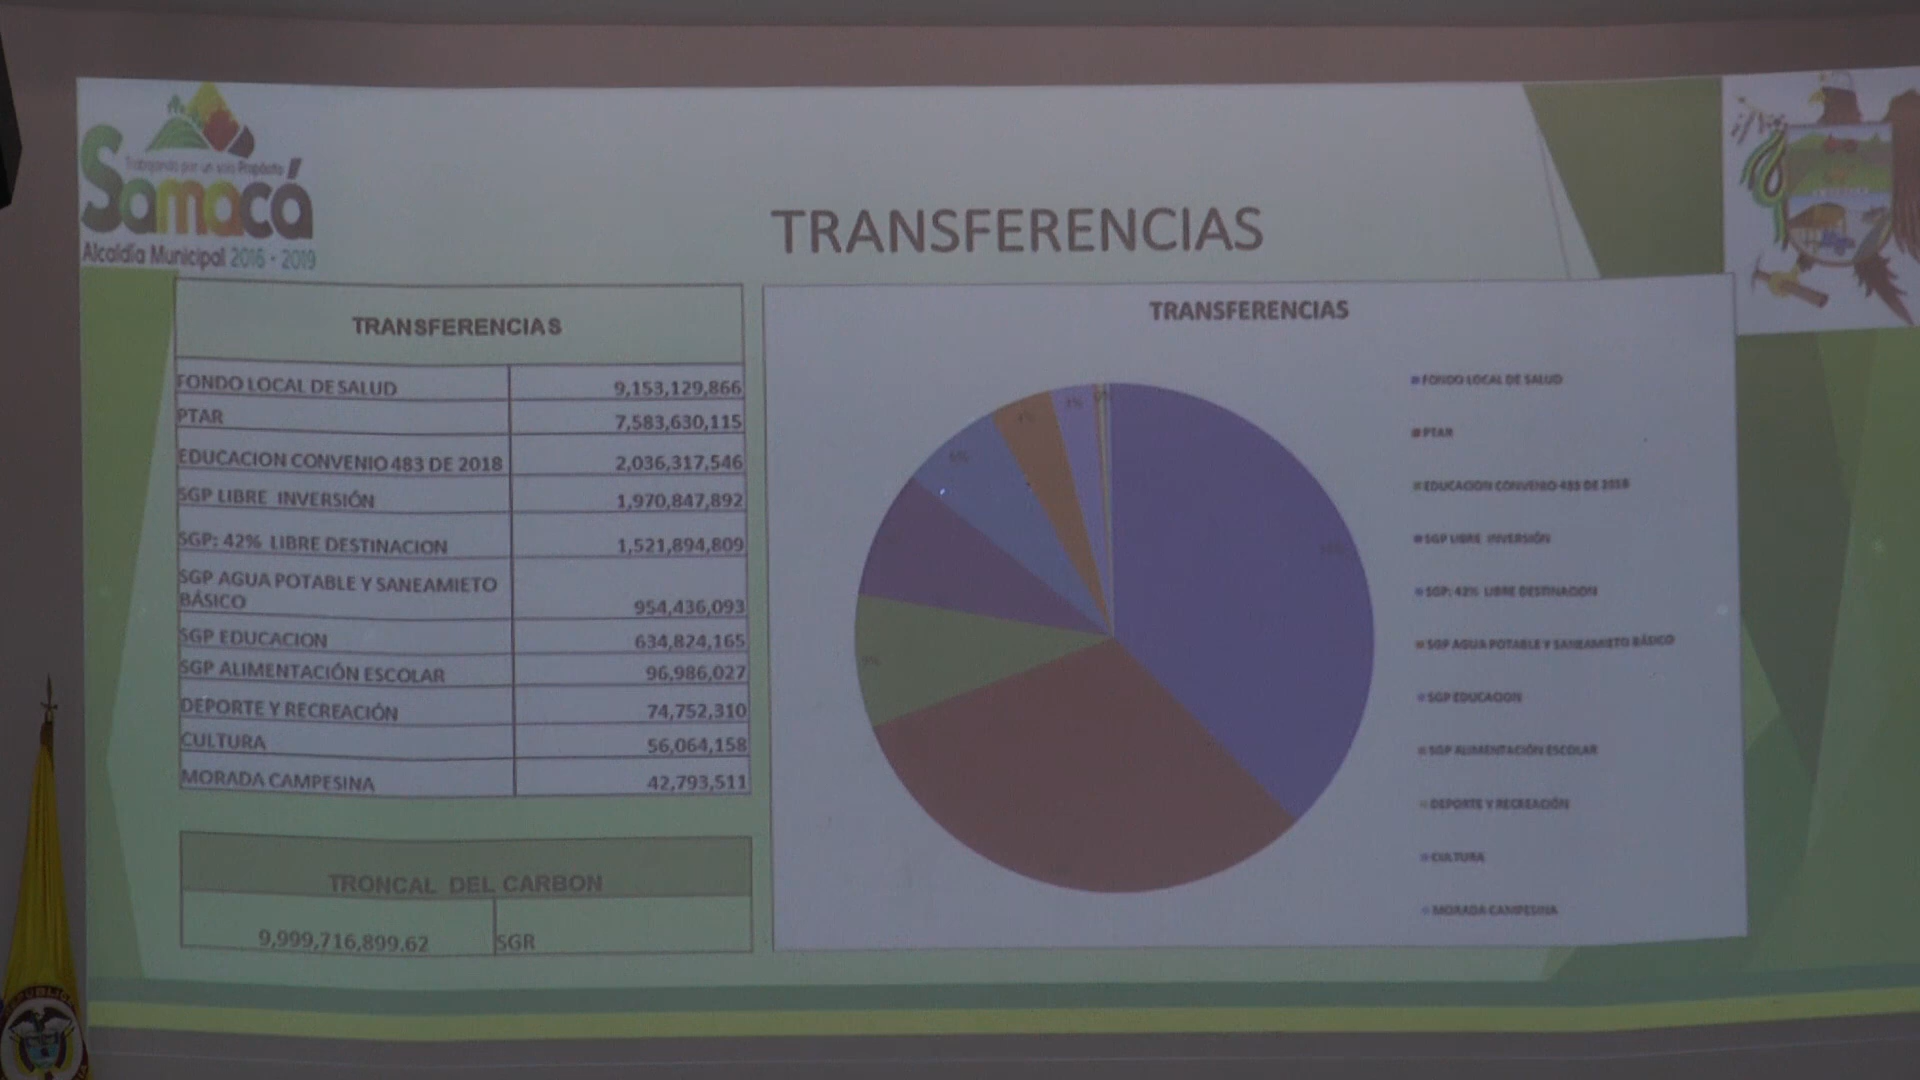 Trabajando por un solo Propósito
Samacá
Alcaldía Municipal 2016 - 2019
TRANSFERENCIAS
TRANSFERENCIAS
FONDO LOCAL DE SALUD 9,153,129,866
PTAR 7,583,630,115
EDUCACION CONVENIO 483 DE 2018 2,036,317,546
SGP LIBRE INVERSIÓN 1,970,847,892
SGP: 42% LIBRE DESTINACION 1,521,894,809
SGP AGUA POTABLE Y SANEAMIETO
BÁSICO 954,436,093
SGP EDUCACION 634,824,165
SGP ALIMENTACIÓN ESCOLAR 96,986,027
DEPORTE Y RECREACIÓN 74,752,310
CULTURA 56,064,158
MORADA CAMPESINA 42,793,511
TRONCAL DEL CARBON
9,999,716,899.62 SGR
TRANSFERENCIAS
FONDO LOCAL DE SALUD
PTAR
EDUCACION CONVENIO 483 DE 2018
SGP LIBRE INVERSIÓN
SGP: 42% LIBRE DESTINACION
SGP AGUA POTABLE Y SANEAMIETO BÁSICO
SGP EDUCACION
SGP ALIMENTACIÓN ESCOLAR
DEPORTE Y RECREACIÓN
CULTURA
MORADA CAMPESINA